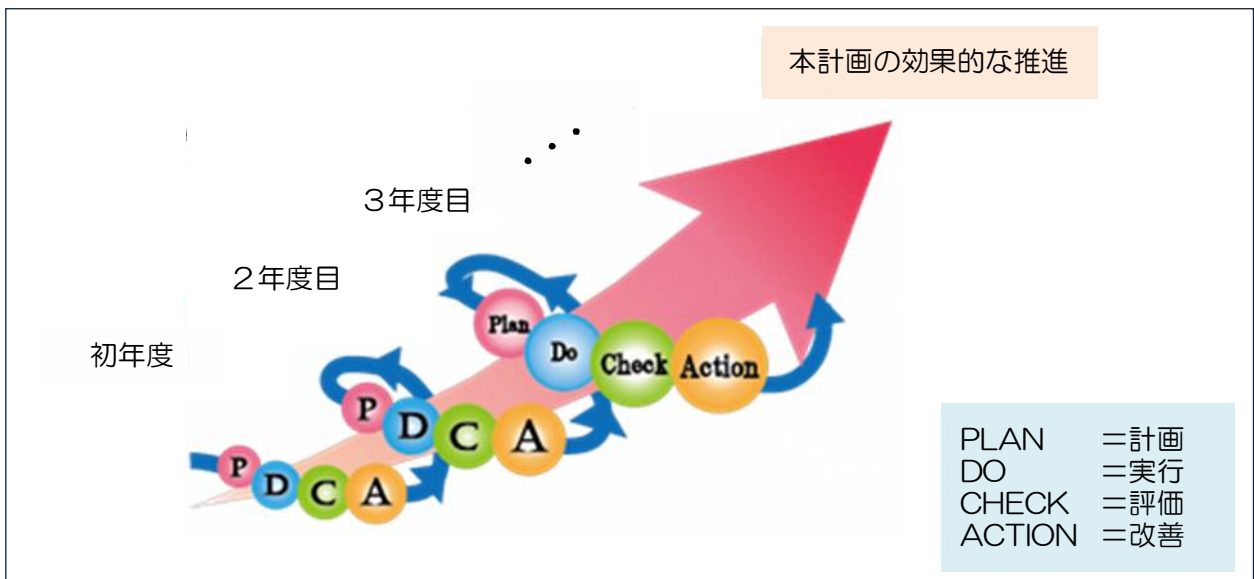 本計画の効果的な推進
３年度目
２年度目
初年度
Plan Do Check Action
P D C A
P D C A
PLAN ＝計画
DO ＝実行
CHECK ＝評価
ACTION ＝改善